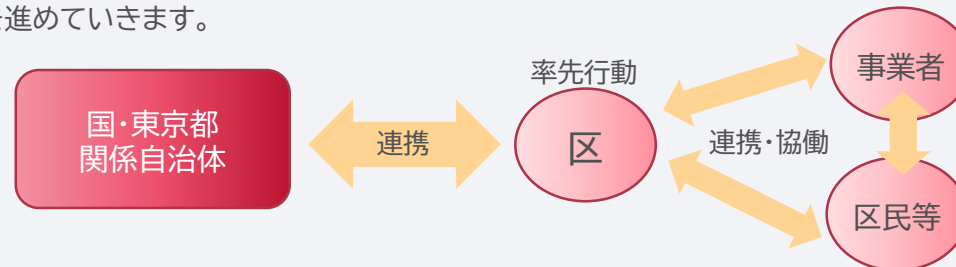 を進めていきます。
国・東京都
関係自治体
連携
率先行動
区
連携・協働
事業者
区民等